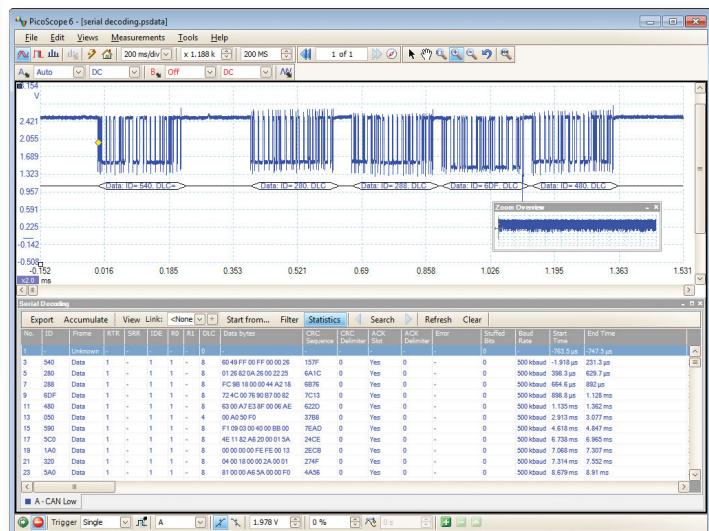 PicoScope 6 - [serial decoding.psdata]
File Edit Views Measurements Tools Help
200 ms/div x 1.188 k 200 MS 1 of 1
A Auto DC B Off DC
3.154
V
2.421
2.055
1.689
1.323
0.957
Data: ID= 540, DLC= Data: ID= 280, DLC Data: ID= 288, DLC Data: ID= 6DF, DLC Data: ID= 480, DLC
0.591
Zoom Overview
0.225
-0.142
-0.508
-0.152 0.016 0.185 0.353 0.521 0.69 0.858 1.026 1.195 1.363 1.531
x2.0 ms
Serial Decoding
Export Accumulate View Link: <None Start from... Filter Statistics Search Refresh Clear
No. ID Frame RTR SRR IDE R0 R1 DLC Data bytes CRC Sequence CRC Delimiter ACK Slot ACK Delimiter Error Stuffed Bits Baud Rate Start Time End Time
1 - Unknown - - - - - 0 - - - - - - 0 - -763.5 µs -747.5 µs
3 540 Data 1 - 1 1 - 8 60 49 FF 00 FF 00 00 26 157F 0 Yes 0 0 500 kbaud -1.918 µs 231.3 µs
5 280 Data 1 - 1 1 - 8 01 26 82 0A 26 00 22 25 6A1C 0 Yes 0 0 500 kbaud 398.3 µs 629.7 µs
7 288 Data 1 - 1 1 - 8 FC 9B 18 00 00 44 A2 18 6B76 0 Yes 0 0 500 kbaud 664.6 µs 892 µs
9 6DF Data 1 - 1 1 - 8 72 4C 00 76 90 B7 00 82 7C13 0 Yes 0 0 500 kbaud 898.8 µs 1.128 ms
11 480 Data 1 - 1 1 - 8 63 00 A7 E3 8F 00 06 AE 622D 0 Yes 0 0 500 kbaud 1.135 ms 1.362 ms
13 050 Data 1 - 1 1 - 4 00 A0 50 F0 37B8 0 Yes 0 0 500 kbaud 2.913 ms 3.077 ms
15 590 Data 1 - 1 1 - 8 F1 09 03 00 40 00 BB 00 7EAD 0 Yes 0 0 500 kbaud 4.618 ms 4.847 ms
17 5C0 Data 1 - 1 1 - 8 4E 11 82 A6 20 00 01 5A 24CE 0 Yes 0 0 500 kbaud 6.738 ms 6.965 ms
19 1A0 Data 1 - 1 1 - 8 00 00 00 00 FE FE 00 13 2ECB 0 Yes 0 0 500 kbaud 7.068 ms 7.307 ms
21 320 Data 1 - 1 1 - 8 04 00 18 00 00 2A 00 01 274F 0 Yes 0 0 500 kbaud 7.314 ms 7.552 ms
23 5A0 Data 1 - 1 1 - 8 81 00 00 A6 5A 00 00 F0 4A56 0 Yes 0 0 500 kbaud 8.679 ms 8.91 ms
A - CAN Low
Trigger Single A 1.978 V 0 % 0 s